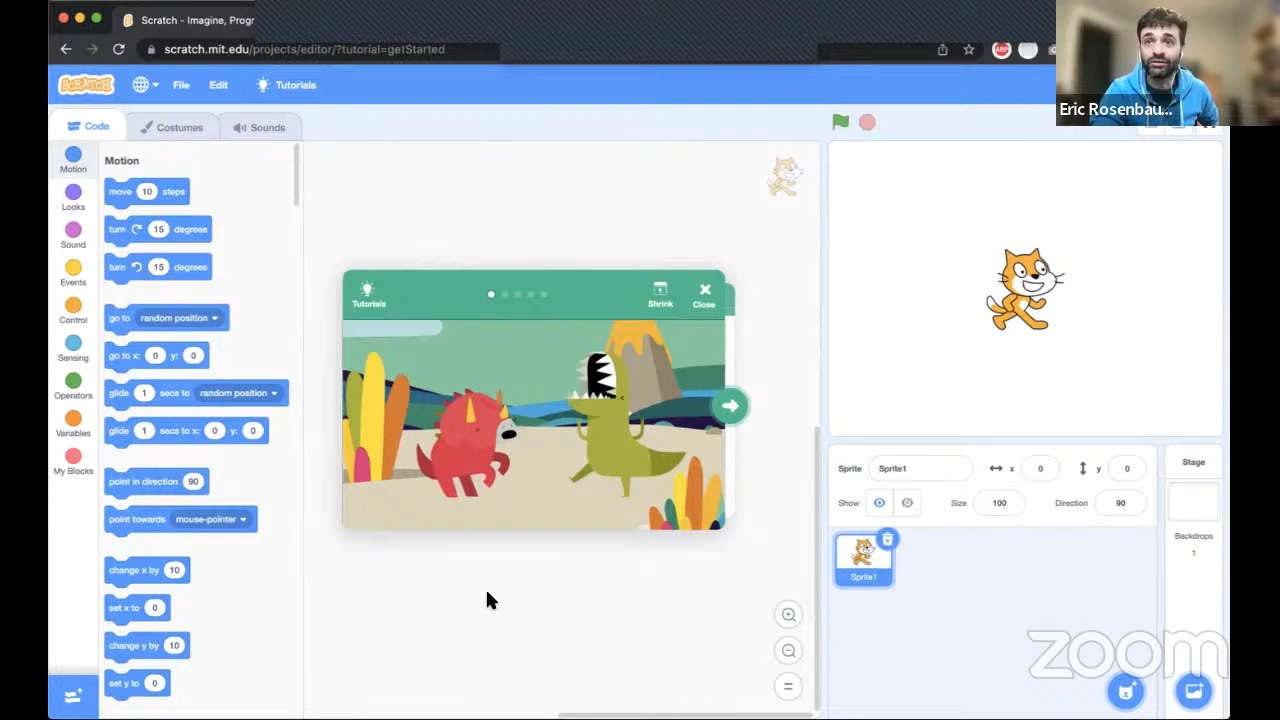 Scratch - Imagine, Progr
scratch.mit.edu/projects/editor/?tutorial=getStarted
ABP
Eric Rosenbau...
SCRATCH
File
Edit
Tutorials
Code
Costumes
Sounds
Motion
Looks
Sound
Events
Control
Sensing
Operators
Variables
My Blocks
Motion
move 10 steps
turn 15 degrees
turn 15 degrees
go to random position
go to x: 0 y: 0
glide 1 secs to random position
glide 1 secs to x: 0 y: 0
point in direction 90
point towards mouse-pointer
change x by 10
set x to 0
change y by 10
set y to 0
Tutorials
Shrink
Close
Sprite Sprite1 x 0 y 0
Show Size 100 Direction 90
Sprite1
Stage
Backdrops
1
zoom